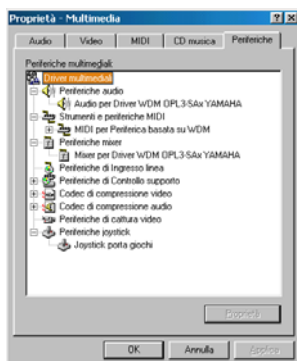 Proprietà - Multimedia
Audio Video MIDI CD musica Periferiche
Periferiche multimediali:
Driver multimediali
Periferiche audio
Audio per Driver WDM OPL3-SAx YAMAHA
Strumenti e periferiche MIDI
MIDI per Periferica basata su WDM
Periferiche mixer
Mixer per Driver WDM OPL3-SAx YAMAHA
Periferiche di Ingresso linea
Periferiche di Controllo supporto
Codec di compressione video
Codec di compressione audio
Periferiche di cattura video
Periferiche joystick
Joystick porta giochi
Proprietà
OK Annulla Applica